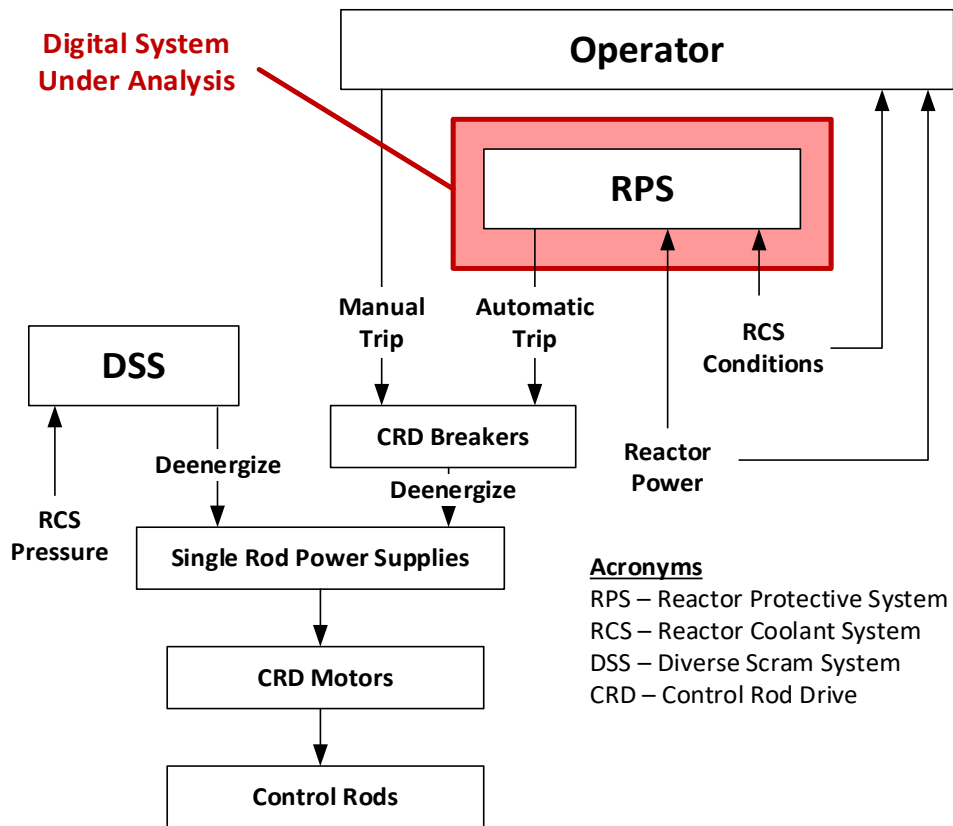 Digital System
Under Analysis
Operator
RPS
Manual
Trip
Automatic
Trip
RCS
Conditions
DSS
CRD Breakers
Reactor
Power
Deenergize
Deenergize
RCS
Pressure
Single Rod Power Supplies
Acronyms
RPS – Reactor Protective System
RCS – Reactor Coolant System
DSS – Diverse Scram System
CRD – Control Rod Drive
CRD Motors
Control Rods